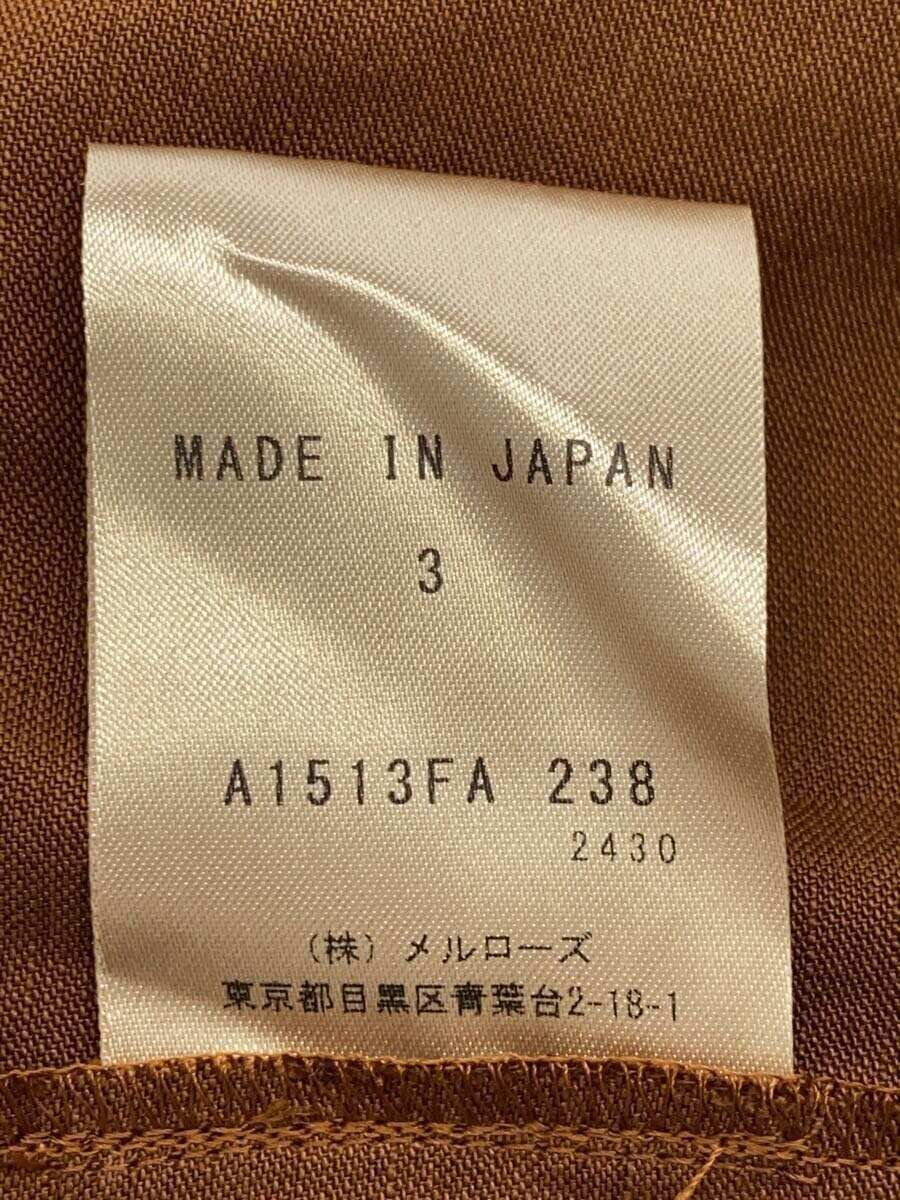 MADE IN JAPAN
3
A1513FA 238
2430
(株)メルローズ
東京都目黒区青葉台2-18-1